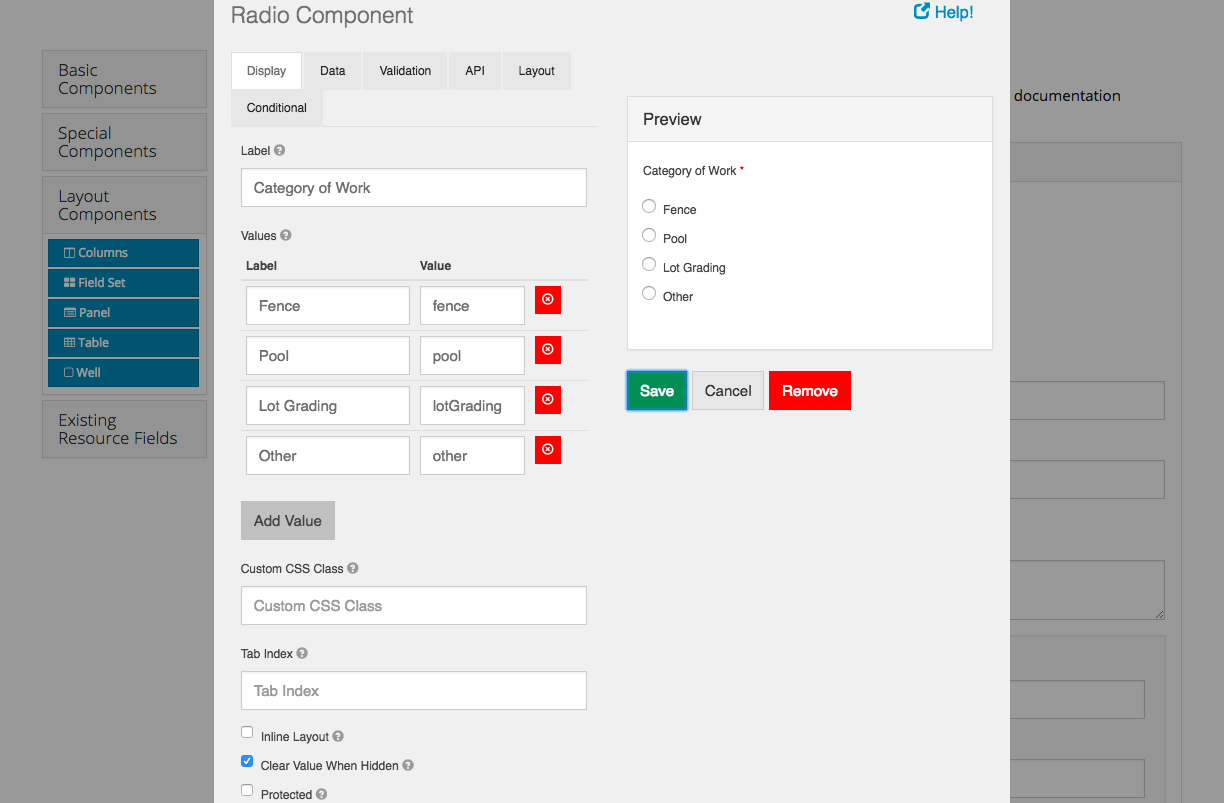 Radio Component
Help!
Basic
Components
Special
Components
Layout
Components
Columns
Field Set
Panel
Table
Well
Existing
Resource Fields
Display
Data
Validation
API
Layout
Conditional
Label
Category of Work
Values
Label Value
Fence fence
Pool pool
Lot Grading lotGrading
Other other
Add Value
Custom CSS Class
Custom CSS Class
Tab Index
Tab Index
Inline Layout
Clear Value When Hidden
Protected
Preview
Category of Work *
Fence
Pool
Lot Grading
Other
Save Cancel Remove
documentation